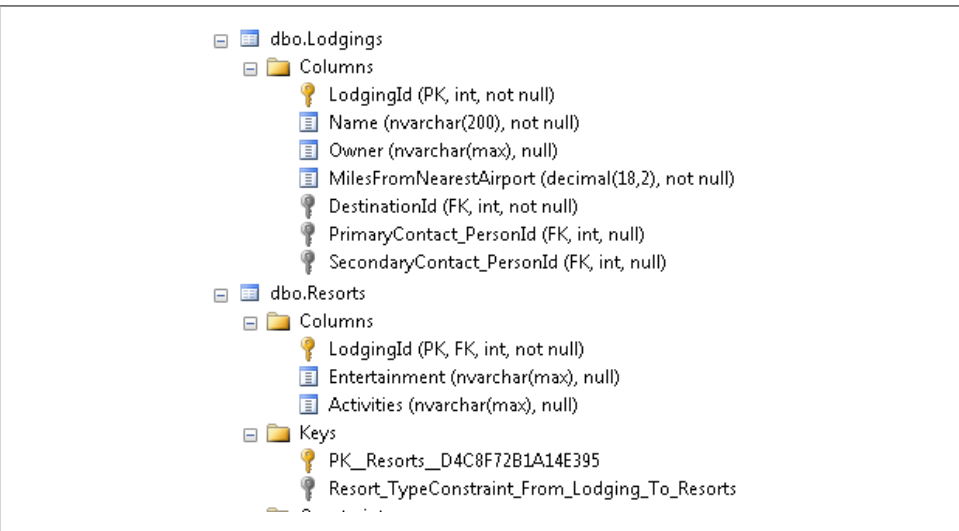 dbo.Lodgings
Columns
LodgingId (PK, int, not null)
Name (nvarchar(200), not null)
Owner (nvarchar(max), null)
MilesFromNearestAirport (decimal(18,2), not null)
DestinationId (FK, int, not null)
PrimaryContact_PersonId (FK, int, null)
SecondaryContact_PersonId (FK, int, null)
dbo.Resorts
Columns
LodgingId (PK, FK, int, not null)
Entertainment (nvarchar(max), null)
Activities (nvarchar(max), null)
Keys
PK__Resorts__D4C8F72B1A14E395
Resort_TypeConstraint_From_Lodging_To_Resorts